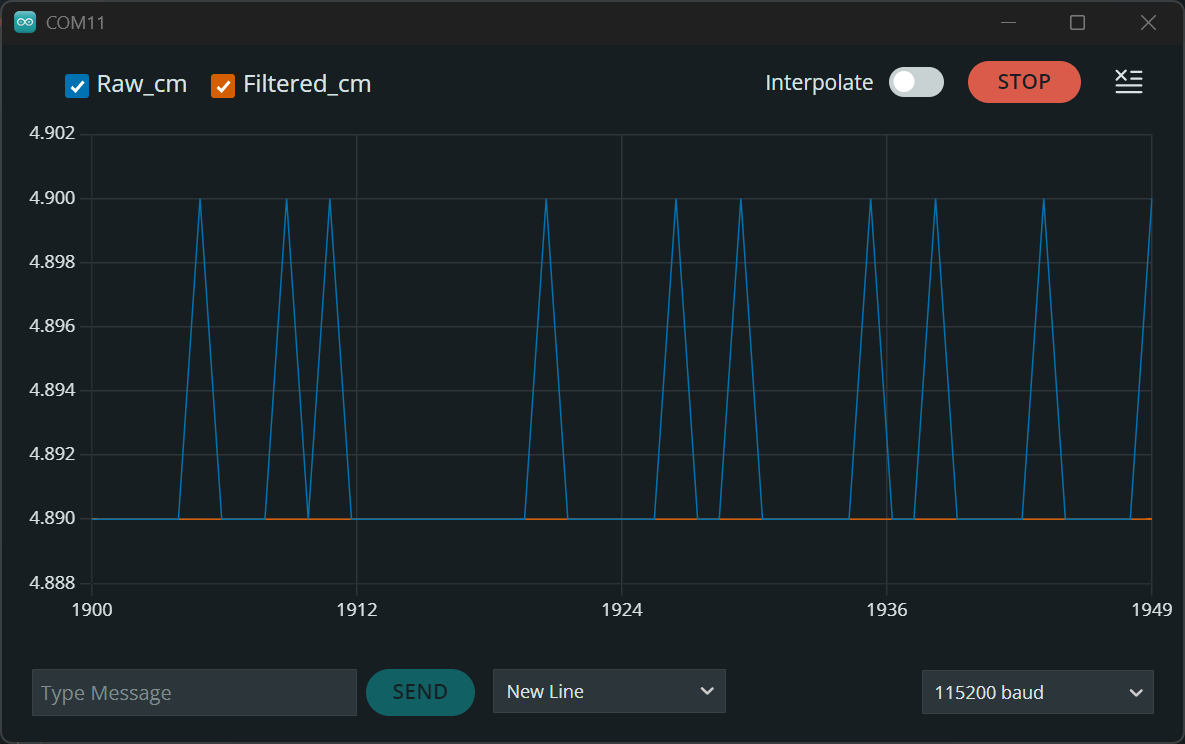 COM11
Raw_cm Filtered_cm Interpolate STOP
4.902
4.900
4.898
4.896
4.894
4.892
4.890
4.888
1900 1912 1924 1936 1949
Type Message SEND New Line 115200 baud